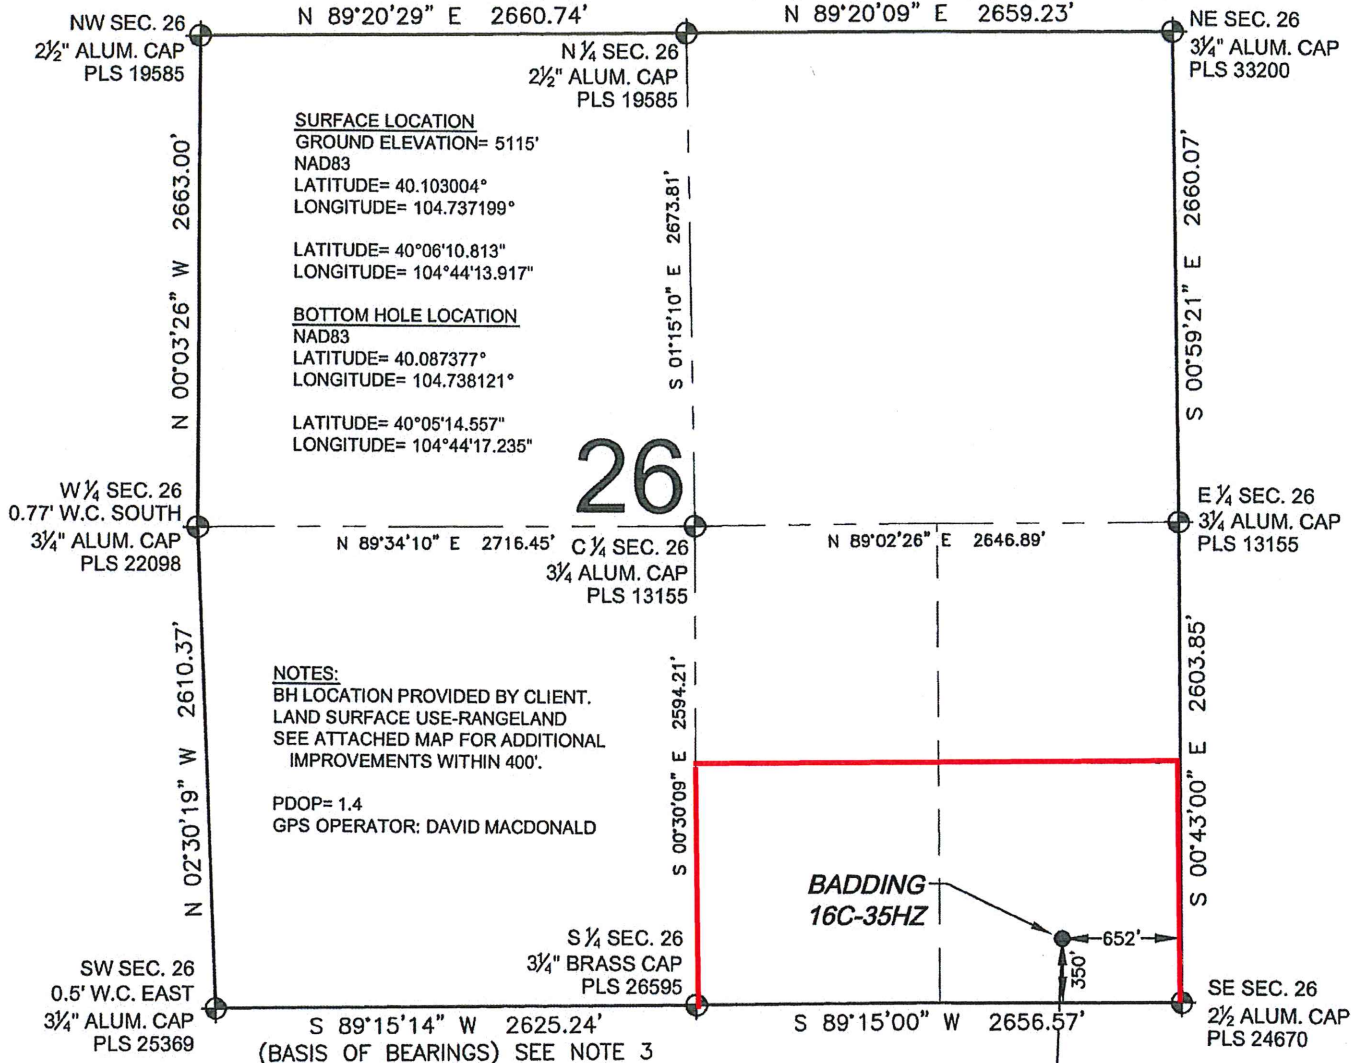 N 89°20'29" E 2660.74'
N 89°20'09" E 2659.23'
NW SEC. 26
2½" ALUM. CAP
PLS 19585
N ¼ SEC. 26
2½" ALUM. CAP
PLS 19585
NE SEC. 26
3¼" ALUM. CAP
PLS 33200
SURFACE LOCATION
GROUND ELEVATION= 5115'
NAD83
LATITUDE= 40.103004°
LONGITUDE= 104.737199°
LATITUDE= 40°06'10.813"
LONGITUDE= 104°44'13.917"
BOTTOM HOLE LOCATION
NAD83
LATITUDE= 40.087377°
LONGITUDE= 104.738121°
LATITUDE= 40°05'14.557"
LONGITUDE= 104°44'17.235"
N 00°03'26" W 2663.00'
S 01°15'10" E 2673.81'
S 00°59'21" E 2660.07'
26
W ¼ SEC. 26
0.77' W.C. SOUTH
3¼" ALUM. CAP
PLS 22098
N 89°34'10" E 2716.45'
C ¼ SEC. 26
3¼ ALUM. CAP
PLS 13155
N 89°02'26" E 2646.89'
E ¼ SEC. 26
3¼ ALUM. CAP
PLS 13155
N 02°30'19" W 2610.37'
NOTES:
BH LOCATION PROVIDED BY CLIENT.
LAND SURFACE USE-RANGELAND
SEE ATTACHED MAP FOR ADDITIONAL
IMPROVEMENTS WITHIN 400'.
PDOP= 1.4
GPS OPERATOR: DAVID MACDONALD
S 00°30'09" E 2594.21'
S 00°43'00" E 2603.85'
BADDING
16C-35HZ
652'
350'
SW SEC. 26
0.5' W.C. EAST
3¼" ALUM. CAP
PLS 25369
S ¼ SEC. 26
3¼" BRASS CAP
PLS 26595
SE SEC. 26
2½ ALUM. CAP
PLS 24670
S 89°15'14" W 2625.24'
(BASIS OF BEARINGS) SEE NOTE 3
S 89°15'00" W 2656.57'